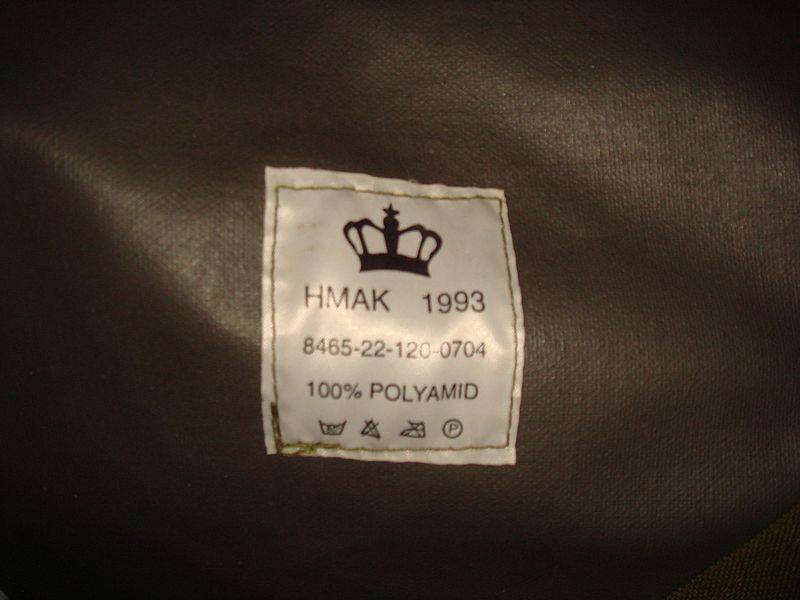 HMAK 1993
8465-22-120-0704
100% POLYAMID
P